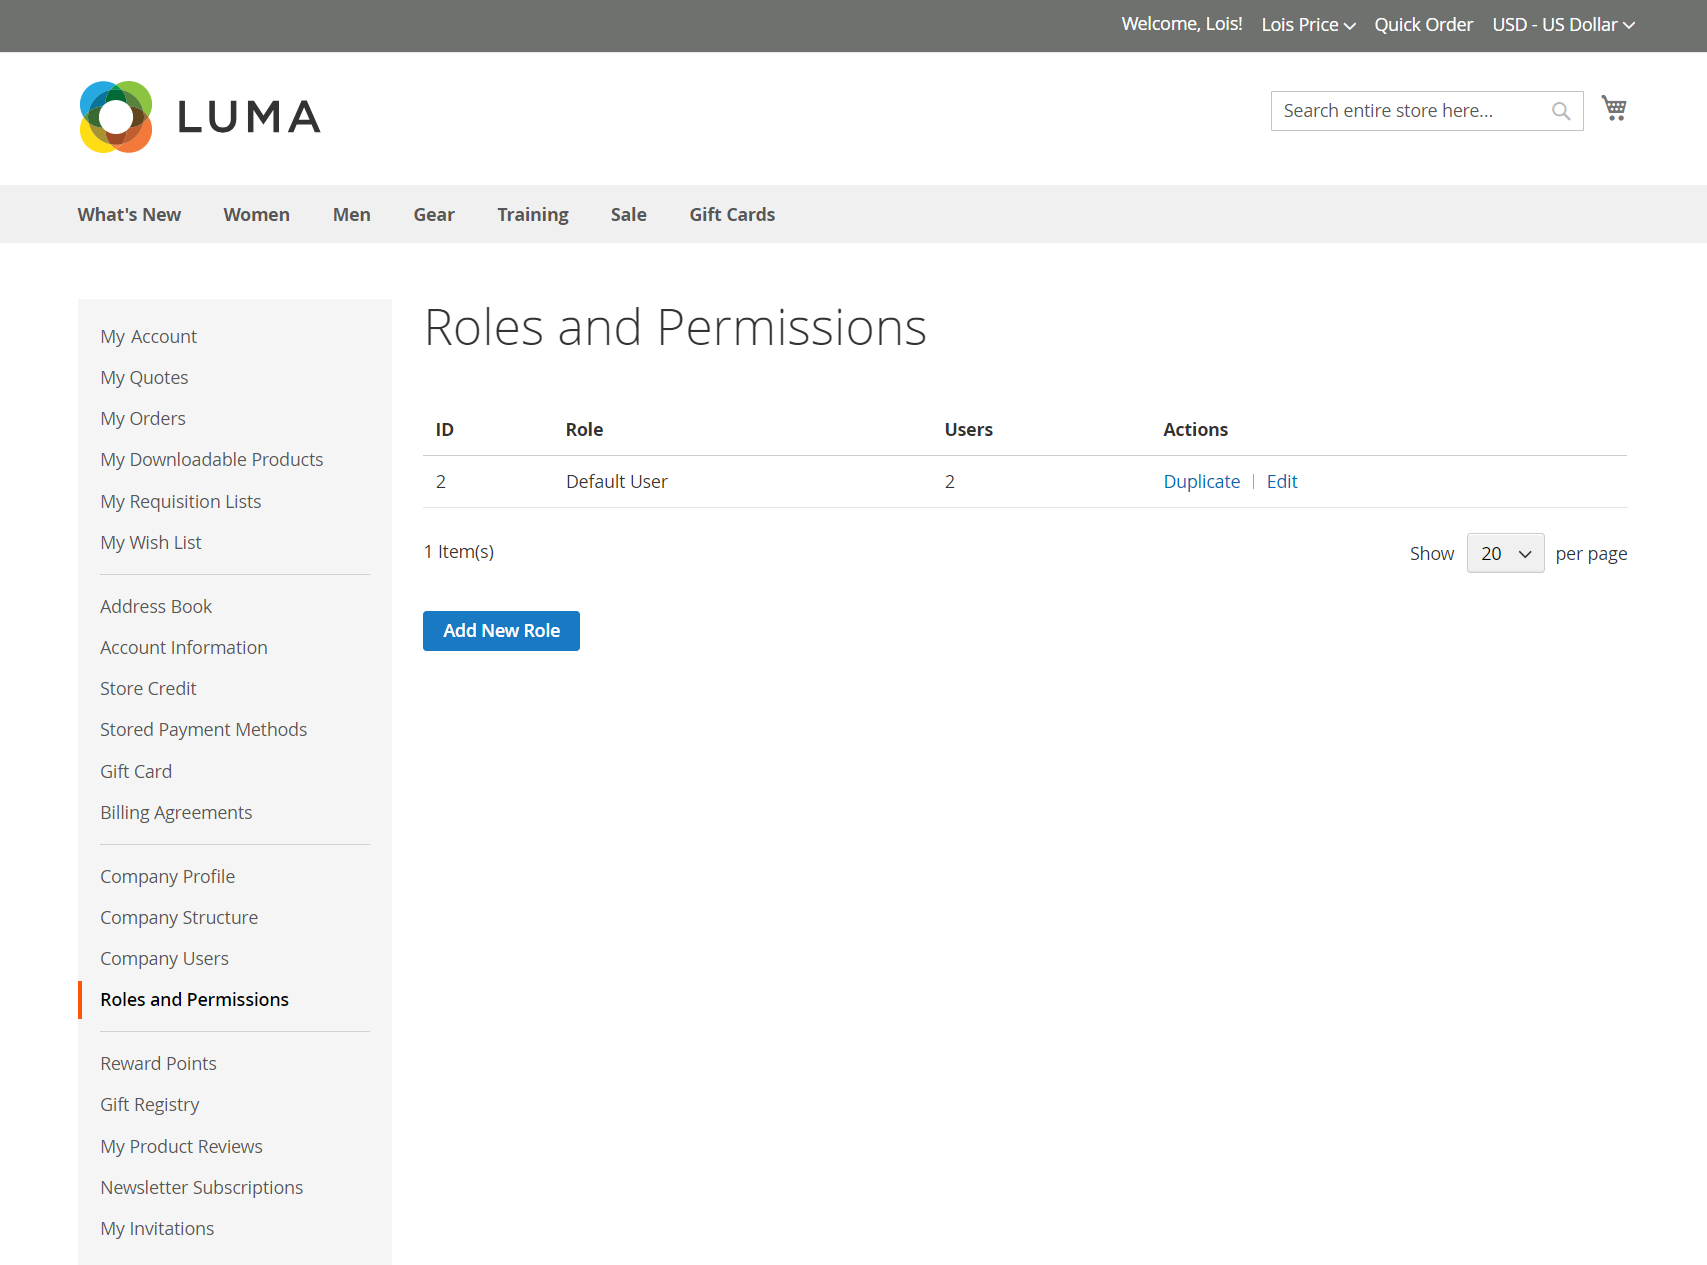 Welcome, Lois! Lois Price Quick Order USD - US Dollar
LUMA
Search entire store here...
What's New Women Men Gear Training Sale Gift Cards
Roles and Permissions
My Account
My Quotes
My Orders
My Downloadable Products
My Requisition Lists
My Wish List
Address Book
Account Information
Store Credit
Stored Payment Methods
Gift Card
Billing Agreements
Company Profile
Company Structure
Company Users
Roles and Permissions
Reward Points
Gift Registry
My Product Reviews
Newsletter Subscriptions
My Invitations
ID Role Users Actions
2 Default User 2 Duplicate | Edit
1 Item(s) Show 20 per page
Add New Role